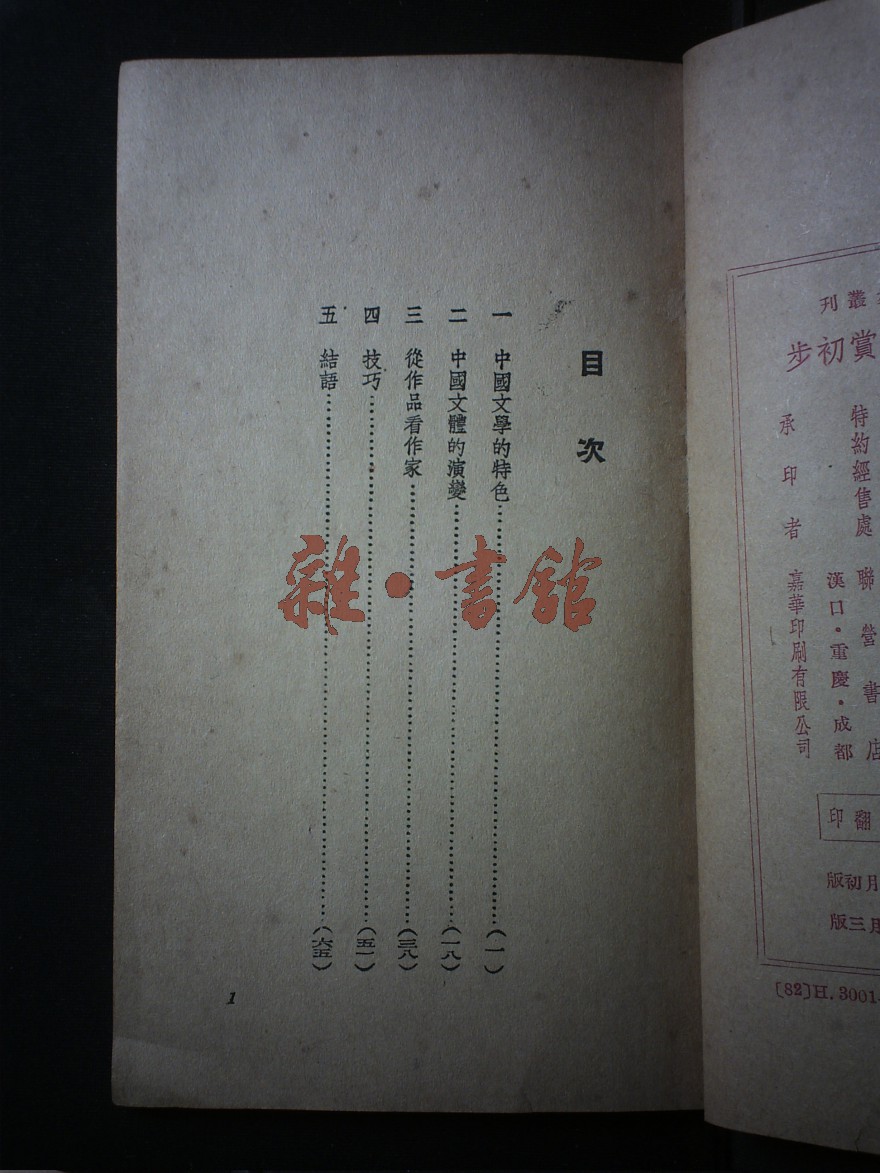 目次
一 中國文學的特色……(一)
二 中國文體的演變……(一八)
三 從作品看作家……(三八)
四 技巧……(五一)
五 結語……(六五)
1
雜·書館
叢刊
賞初步
特約經售處 聯營書店
漢口·重慶·成都
承印者 嘉華印刷有限公司
翻印
月初版
月三版
[82]H.3001